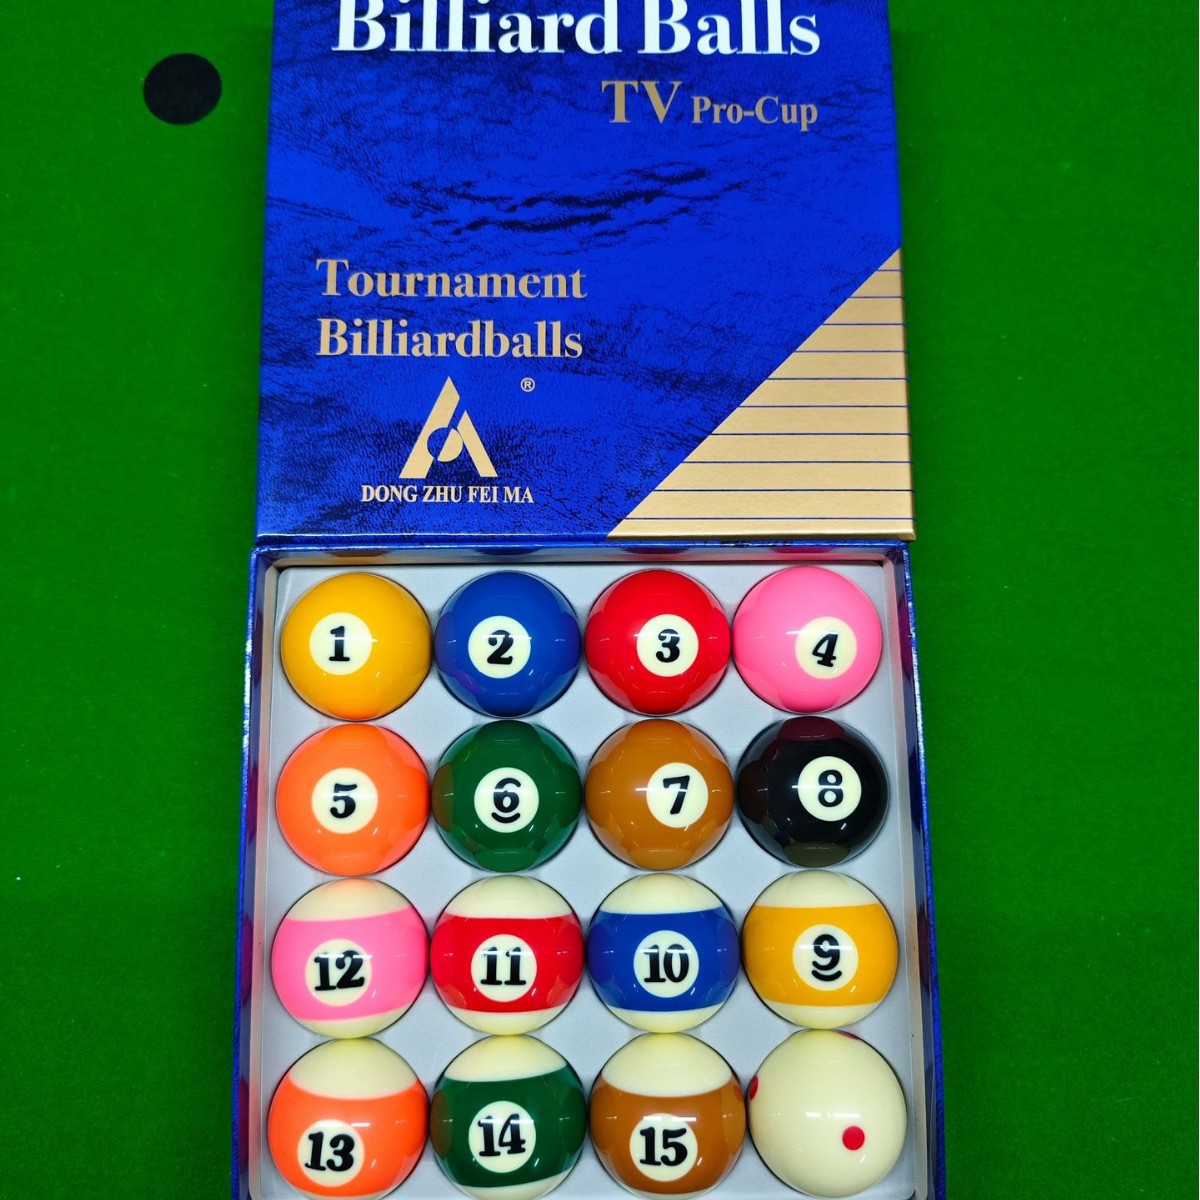 Billiard Balls
TV Pro-Cup
Tournament
Billiardballs
®
DONG ZHU FEI MA
1 2 3 4
5 6 7 8
12 11 10 9
13 14 15